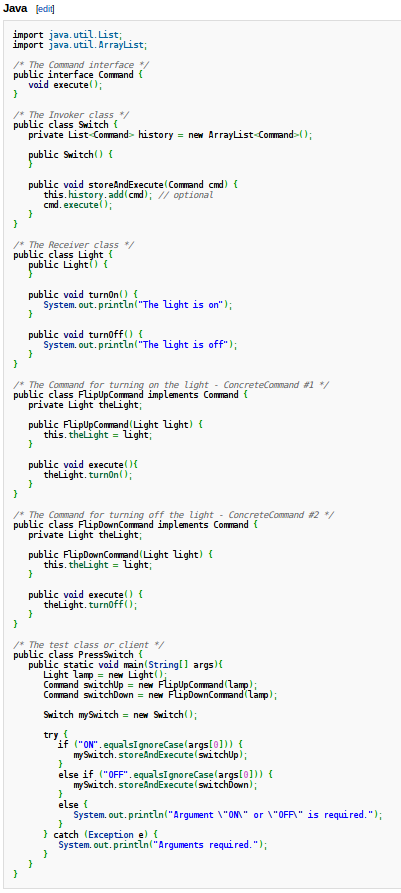 Java [edit]
import java.util.List;
import java.util.ArrayList;
/* The Command interface */
public interface Command {
void execute();
}
/* The Invoker class */
public class Switch {
private List<Command> history = new ArrayList<Command>();
public Switch() {
}
public void storeAndExecute(Command cmd) {
this.history.add(cmd); // optional
cmd.execute();
}
}
/* The Receiver class */
public class Light {
public Light() {
}
public void turnOn() {
System.out.println("The light is on");
}
public void turnOff() {
System.out.println("The light is off");
}
}
/* The Command for turning on the light - ConcreteCommand #1 */
public class FlipUpCommand implements Command {
private Light theLight;
public FlipUpCommand(Light light) {
this.theLight = light;
}
public void execute(){
theLight.turnOn();
}
}
/* The Command for turning off the light - ConcreteCommand #2 */
public class FlipDownCommand implements Command {
private Light theLight;
public FlipDownCommand(Light light) {
this.theLight = light;
}
public void execute() {
theLight.turnOff();
}
}
/* The test class or client */
public class PressSwitch {
public static void main(String[] args){
Light lamp = new Light();
Command switchUp = new FlipUpCommand(lamp);
Command switchDown = new FlipDownCommand(lamp);
Switch mySwitch = new Switch();
try {
if ("ON".equalsIgnoreCase(args[0])) {
mySwitch.storeAndExecute(switchUp);
}
else if ("OFF".equalsIgnoreCase(args[0])) {
mySwitch.storeAndExecute(switchDown);
}
else {
System.out.println("Argument \"ON\" or \"OFF\" is required.");
}
} catch (Exception e) {
System.out.println("Arguments required.");
}
}
}